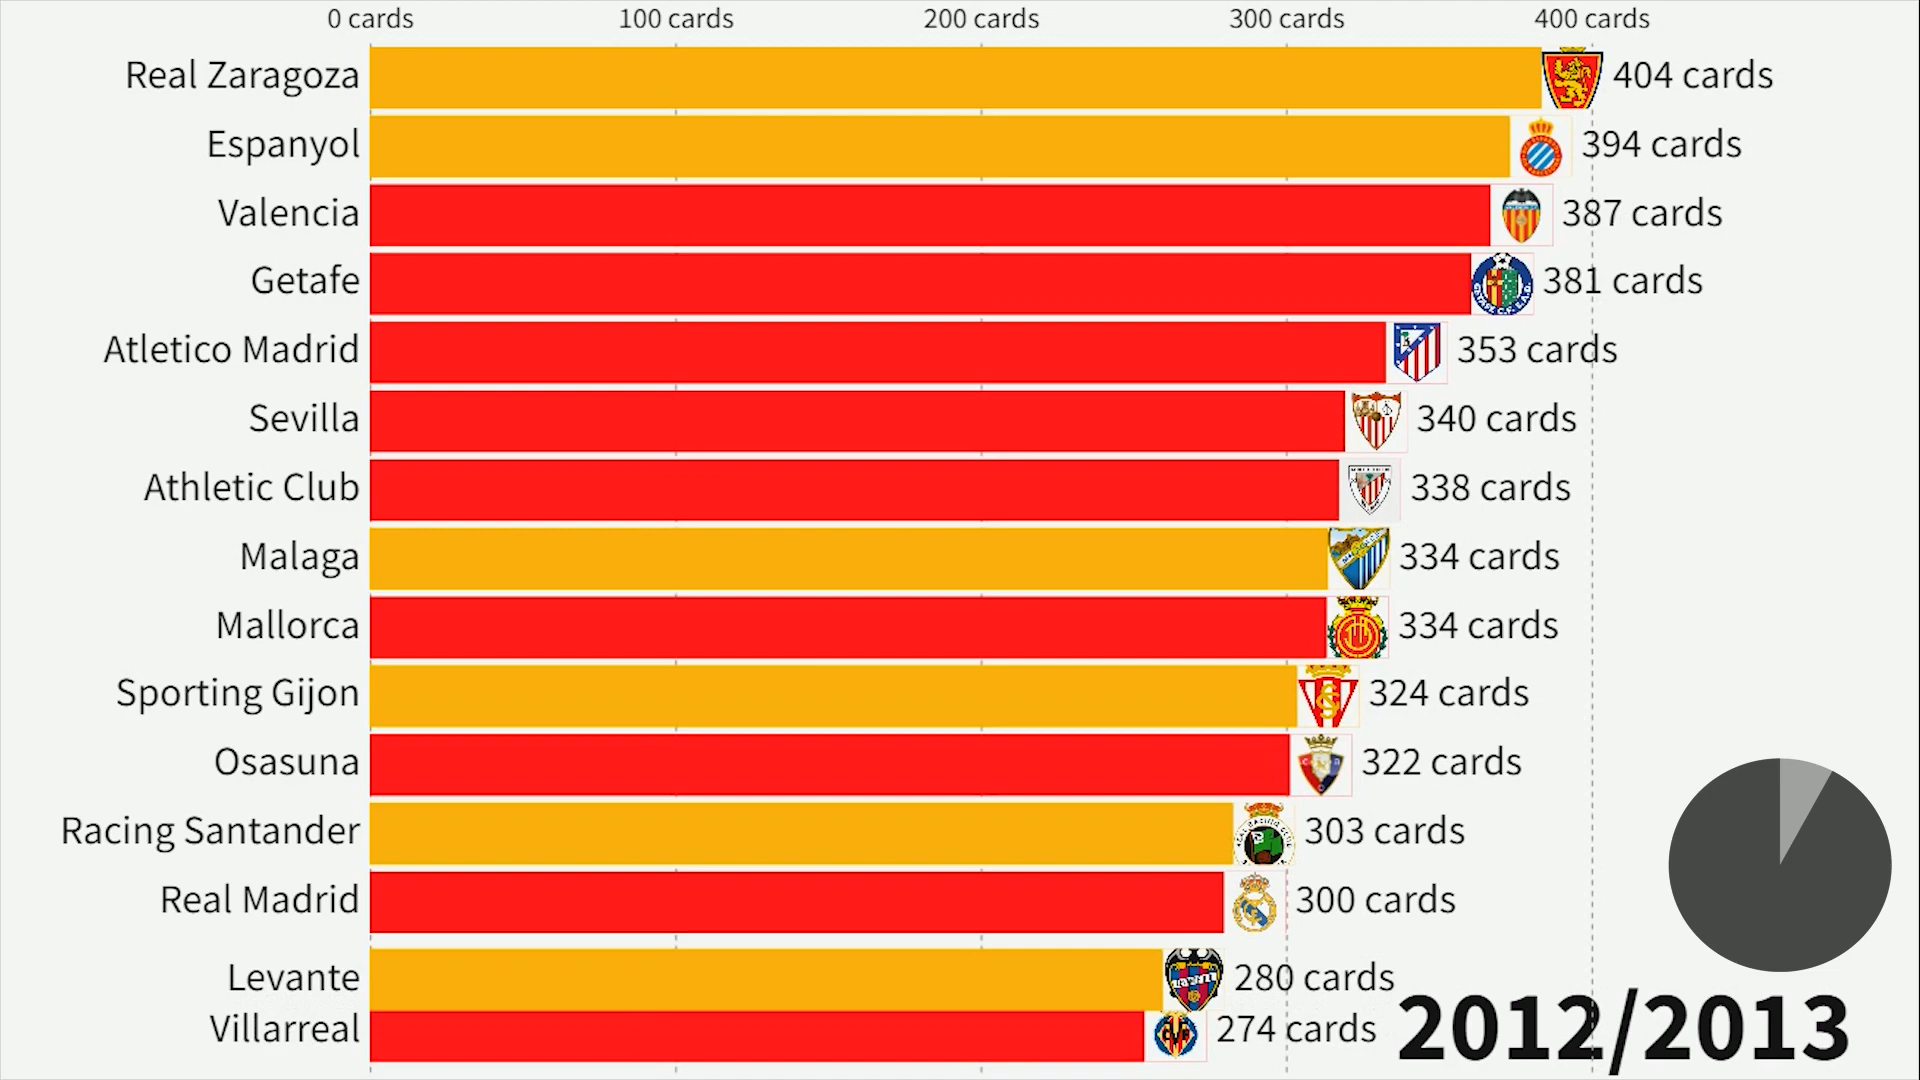 0 cards 100 cards 200 cards 300 cards 400 cards
Real Zaragoza 404 cards
Espanyol 394 cards
Valencia 387 cards
Getafe 381 cards
Atletico Madrid 353 cards
Sevilla 340 cards
Athletic Club 338 cards
Malaga 334 cards
Mallorca 334 cards
Sporting Gijon 324 cards
Osasuna 322 cards
Racing Santander 303 cards
Real Madrid 300 cards
Levante 280 cards
Villarreal 274 cards
2012/2013